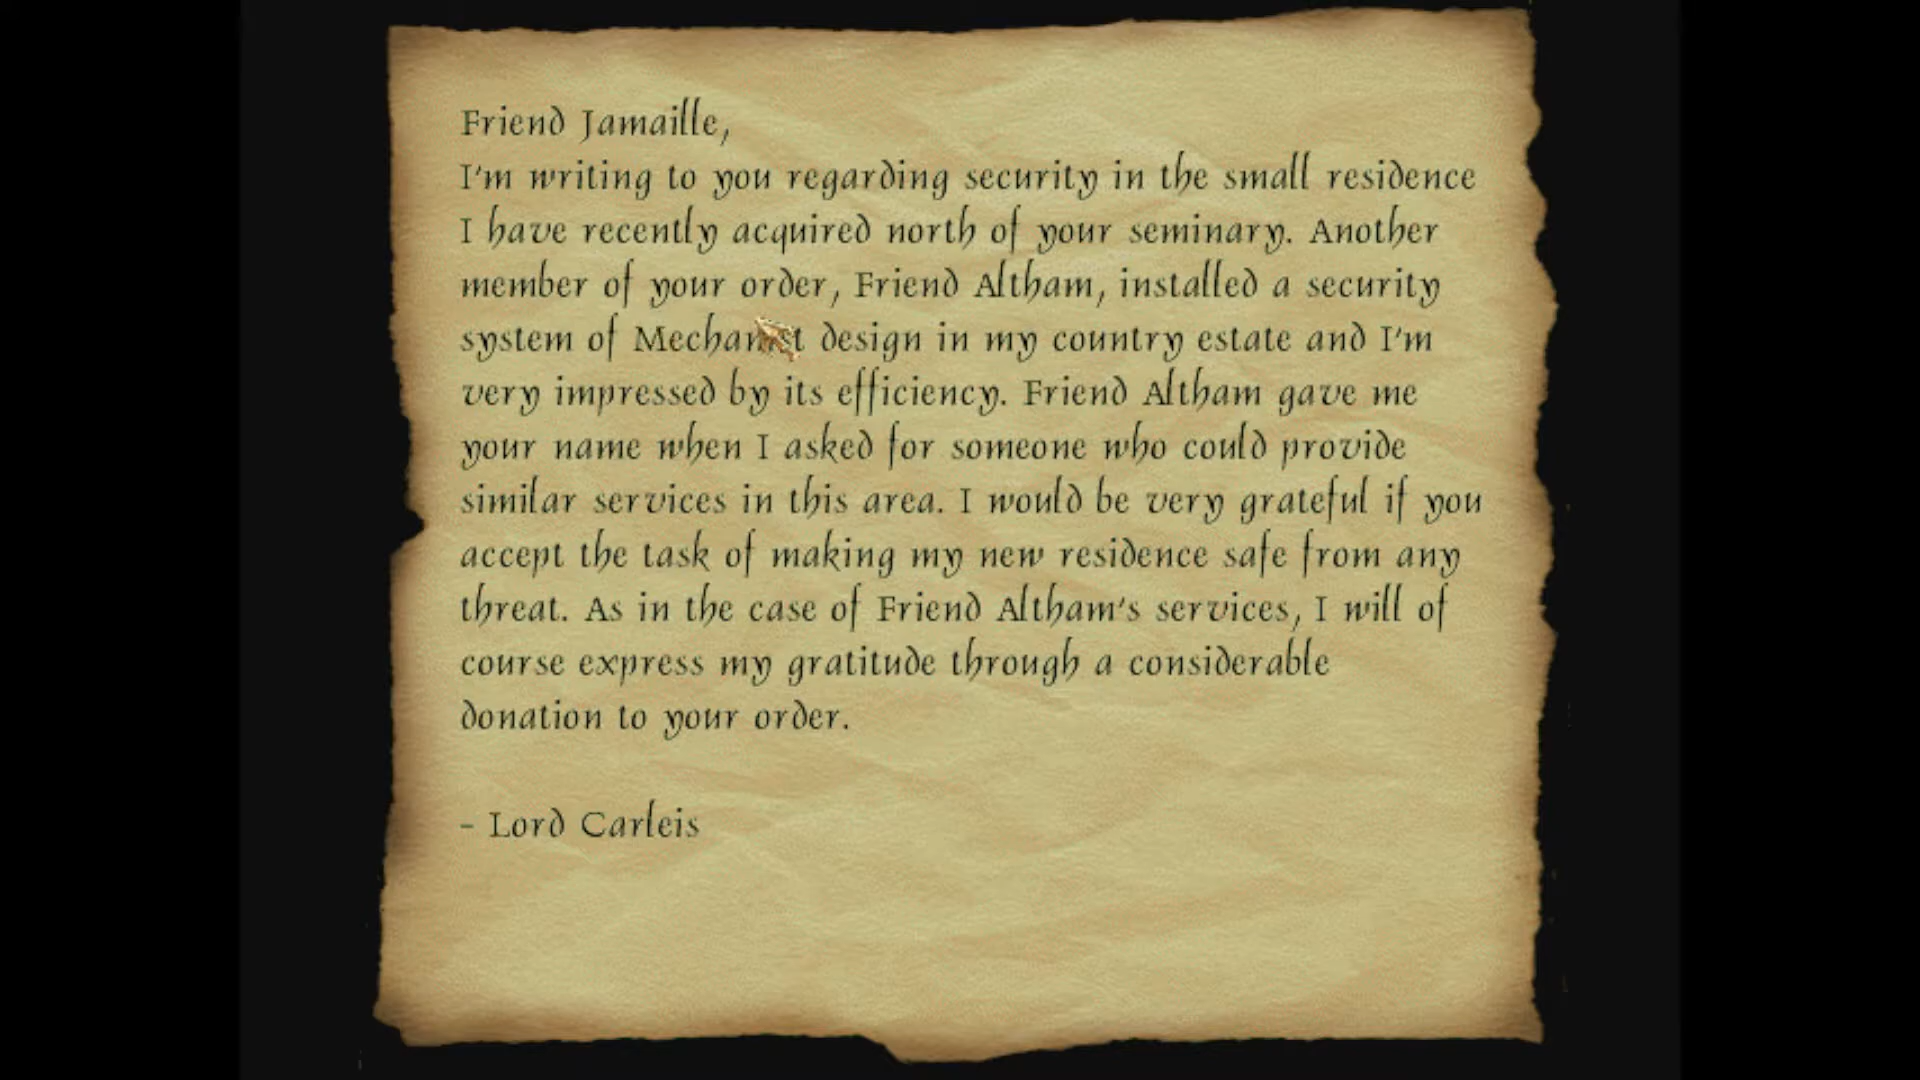 Friend Jamaille,
I'm writing to you regarding security in the small residence
I have recently acquired north of your seminary. Another
member of your order, Friend Altham, installed a security
system of Mechanist design in my country estate and I'm
very impressed by its efficiency. Friend Altham gave me
your name when I asked for someone who could provide
similar services in this area. I would be very grateful if you
accept the task of making my new residence safe from any
threat. As in the case of Friend Altham's services, I will of
course express my gratitude through a considerable
donation to your order.
- Lord Carleis